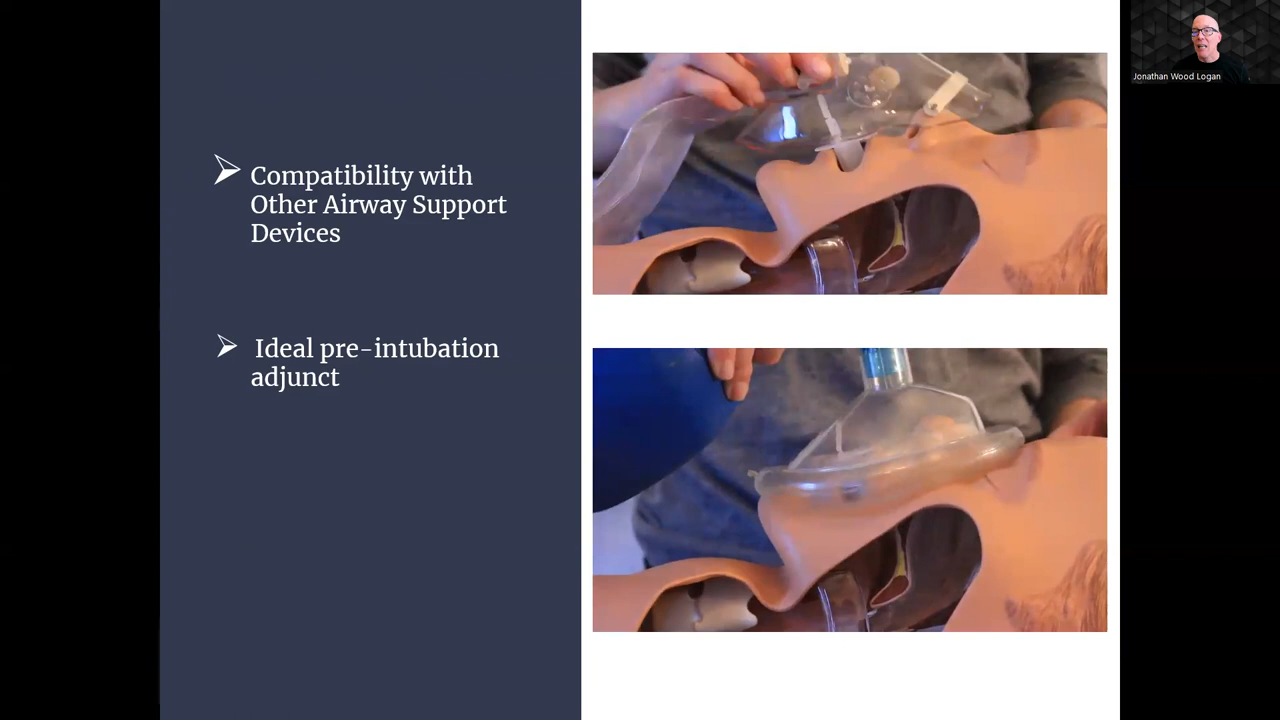 Compatibility with
Other Airway Support
Devices
Ideal pre-intubation
adjunct
Jonathan Wood Logan